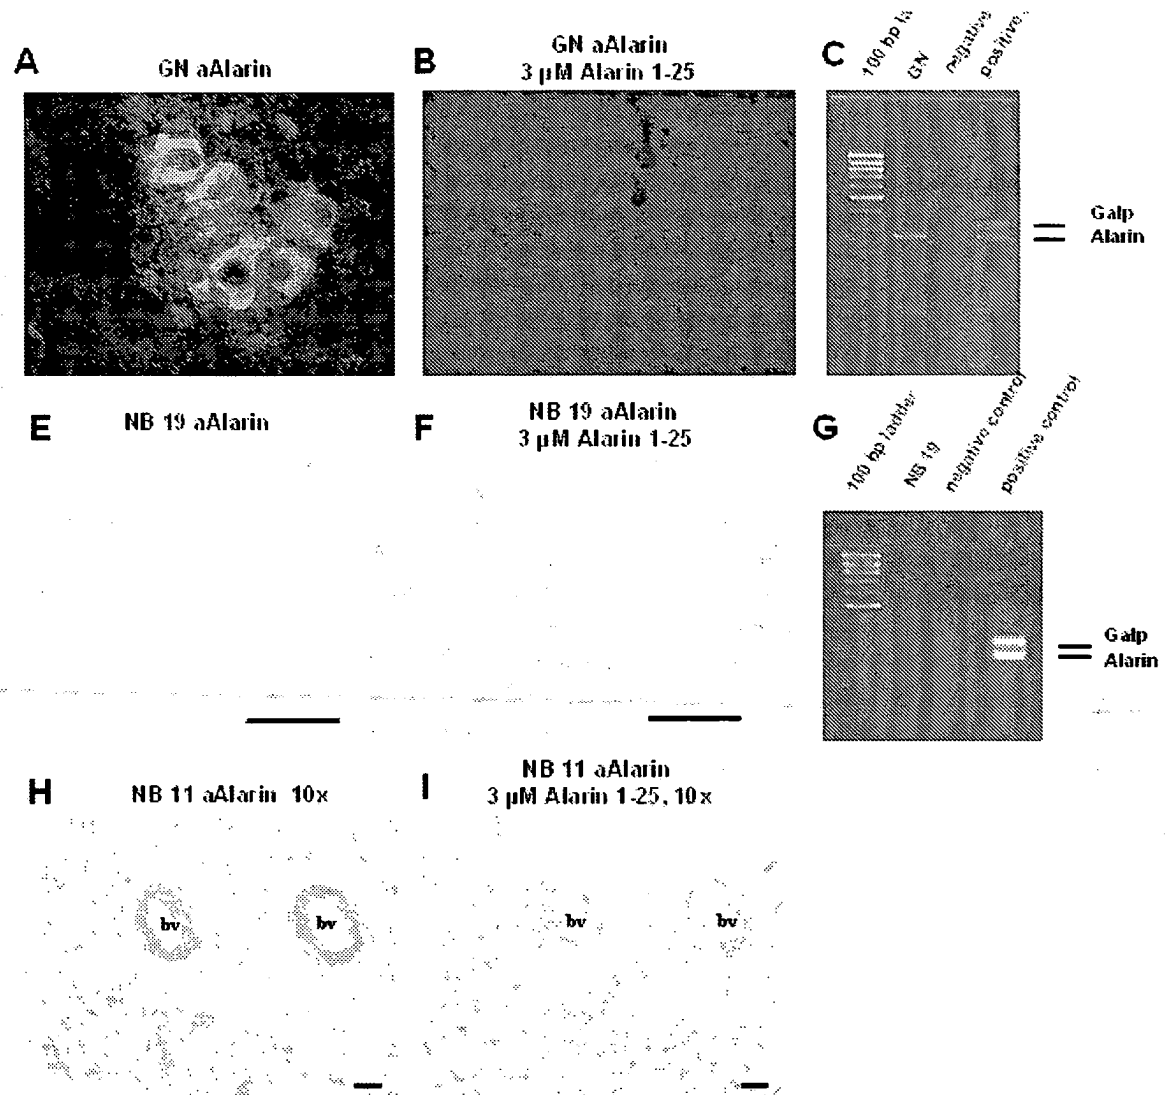 A
GN aAlarin
B
GN aAlarin
3 µM Alarin 1-25
C
GN
negative
positive
Galp
Alarin
E
NB 19 aAlarin
F
NB 19 aAlarin
3 µM Alarin 1-25
G
100 bp ladder
NB 19
negative control
positive control
Galp
Alarin
H
NB 11 aAlarin 10x
bv
bv
I
NB 11 aAlarin
3 µM Alarin 1-25, 10x
bv
bv